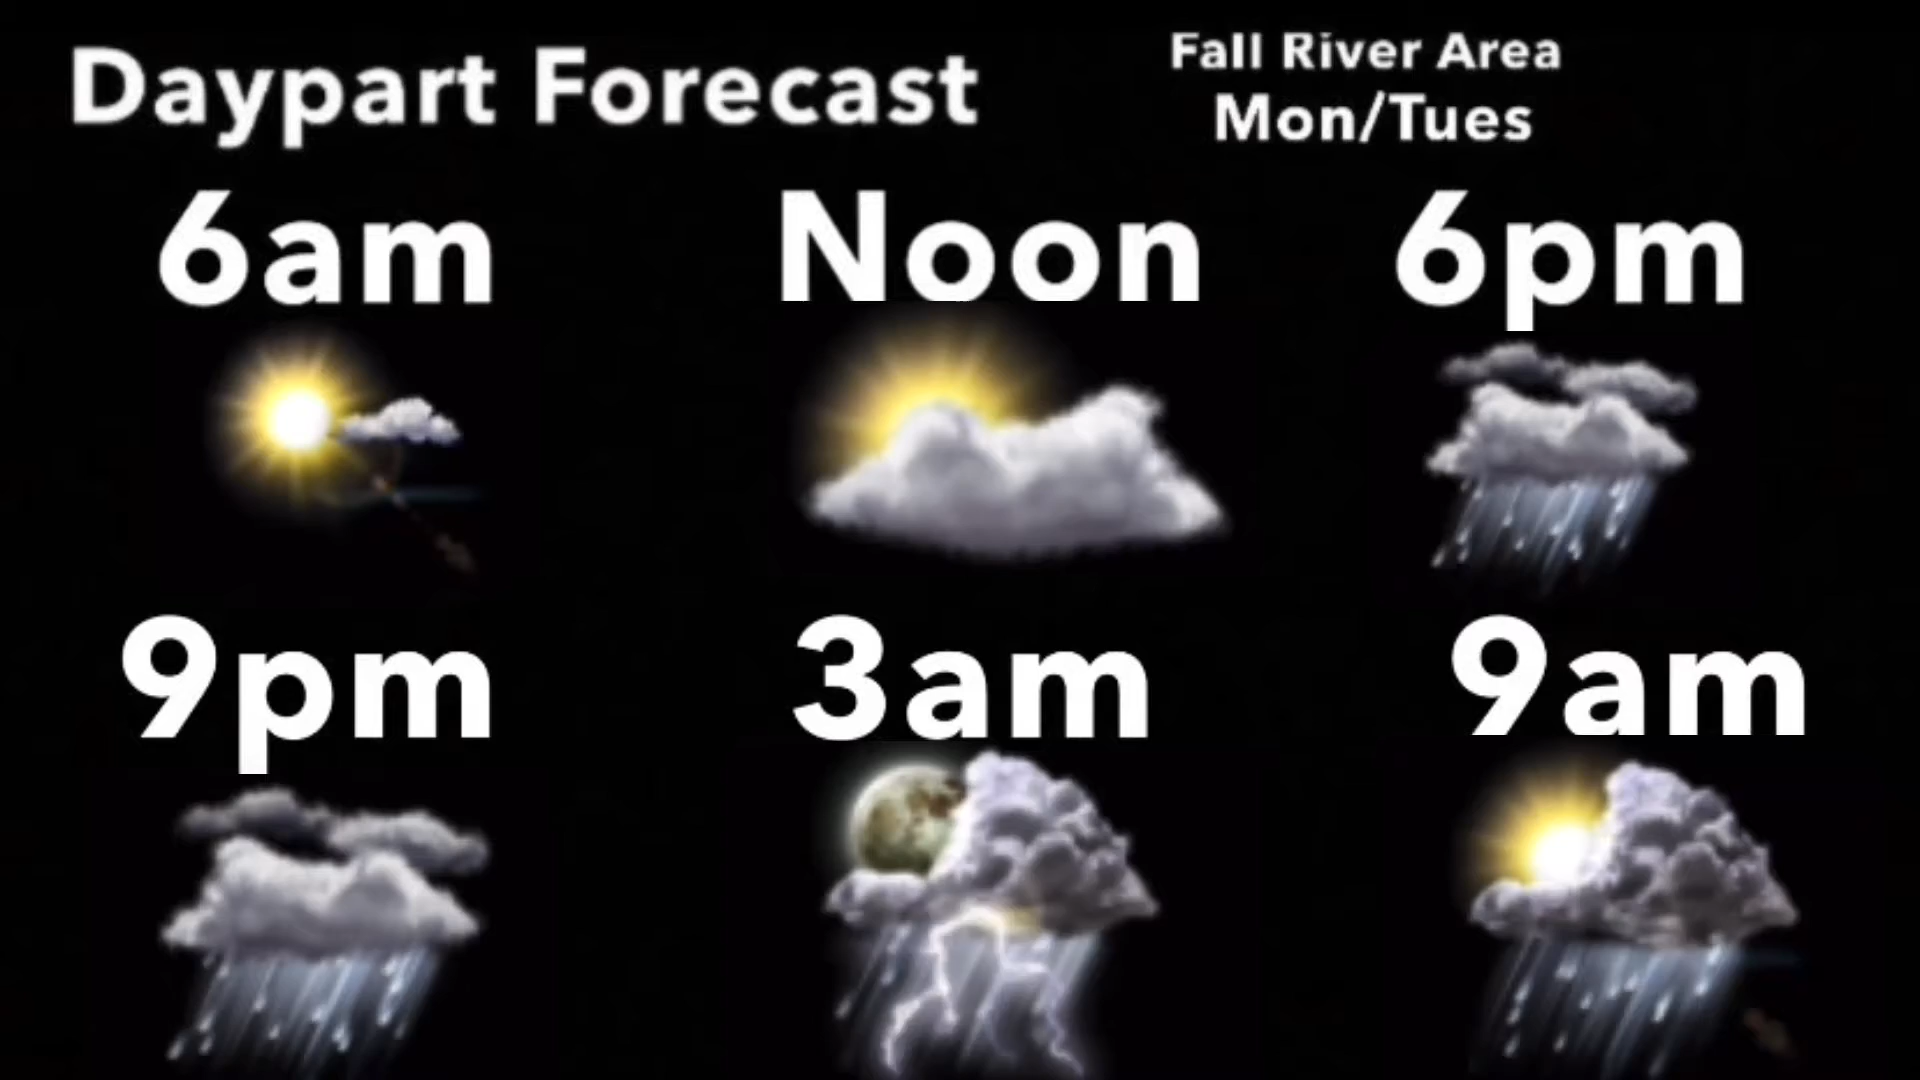 Daypart Forecast
Fall River Area
Mon/Tues
6am
Noon
6pm
9pm
3am
9am